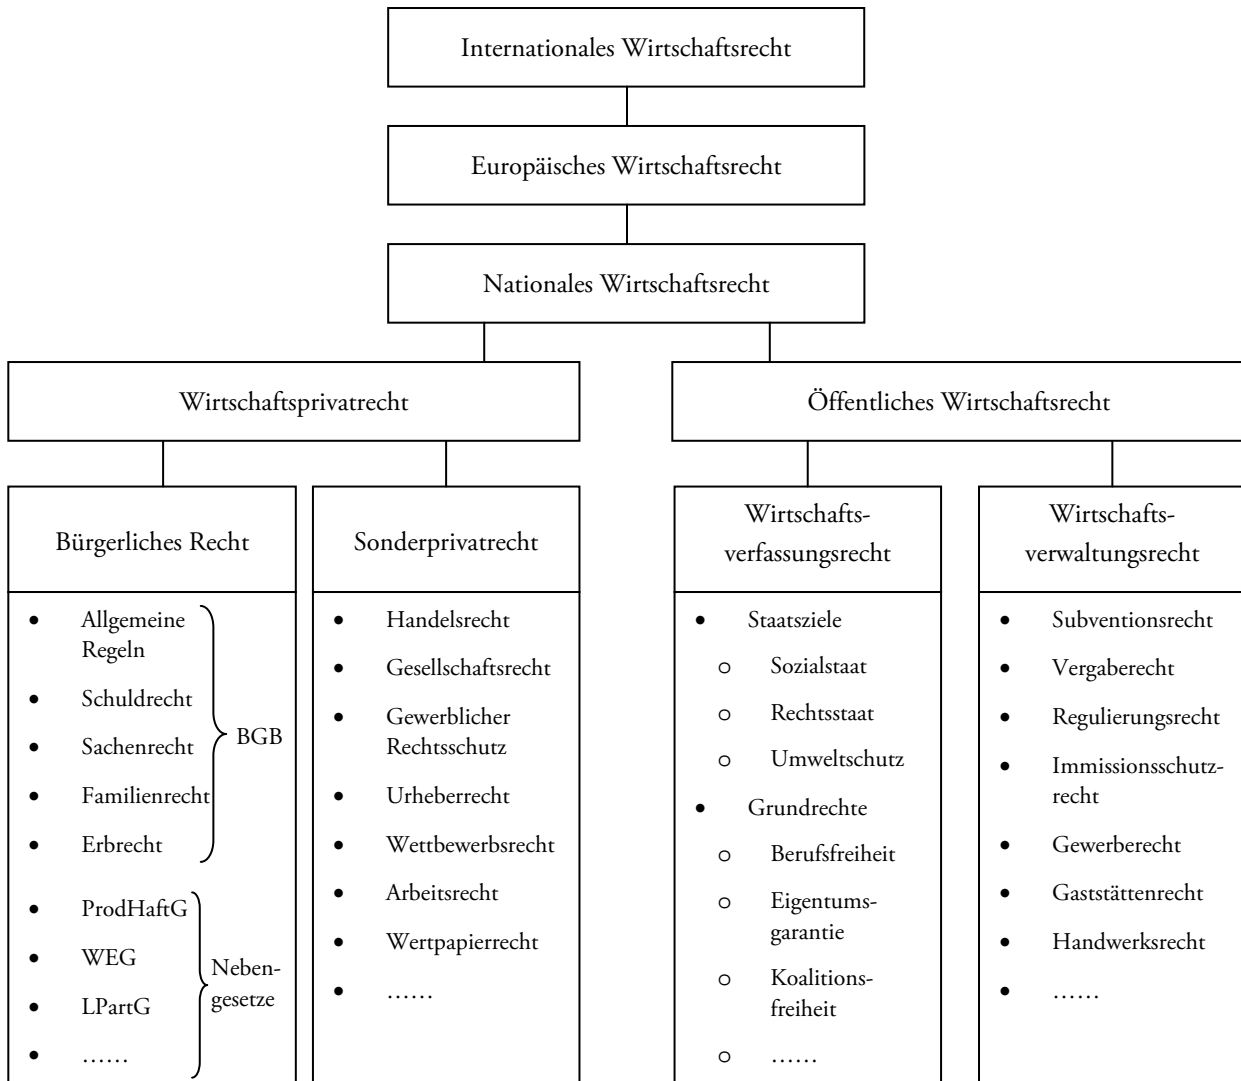 Internationales Wirtschaftsrecht
Europäisches Wirtschaftsrecht
Nationales Wirtschaftsrecht
Wirtschaftsprivatrecht
Öffentliches Wirtschaftsrecht
Bürgerliches Recht
• Allgemeine
Regeln
• Schuldrecht
• Sachenrecht
• Familienrecht
• Erbrecht
BGB
• ProdHaftG
• WEG
• LPartG
• ……
Neben-
gesetze
Sonderprivatrecht
• Handelsrecht
• Gesellschaftsrecht
• Gewerblicher
Rechtsschutz
• Urheberrecht
• Wettbewerbsrecht
• Arbeitsrecht
• Wertpapierrecht
• ……
Wirtschafts-
verfassungsrecht
• Staatsziele
o Sozialstaat
o Rechtsstaat
o Umweltschutz
• Grundrechte
o Berufsfreiheit
o Eigentums-
garantie
o Koalitions-
freiheit
o ……
Wirtschafts-
verwaltungsrecht
• Subventionsrecht
• Vergaberecht
• Regulierungsrecht
• Immissionsschutz-
recht
• Gewerberecht
• Gaststättenrecht
• Handwerksrecht
• ……